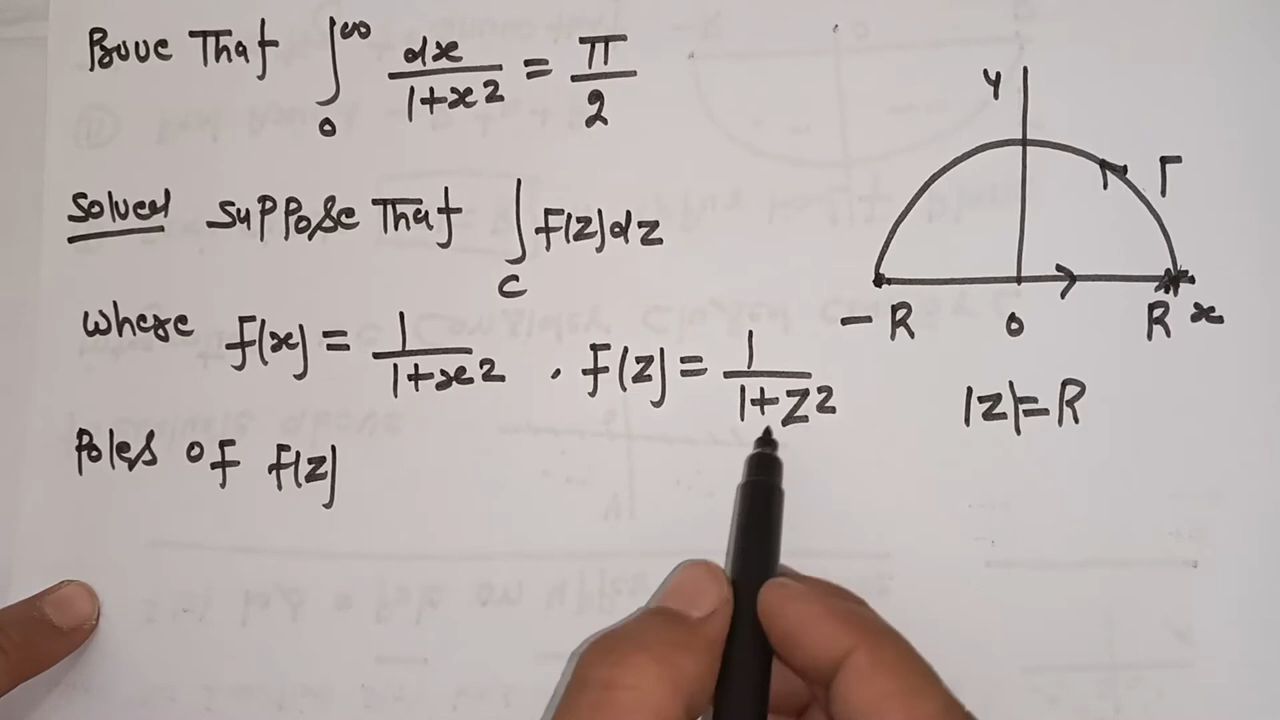 Prove That ∫₀^∞ dx/(1+x²) = π/2
Solved Suppose That ∫_C f(z)dz
where f(x) = 1/(1+x²) . f(z) = 1/(1+z²)
Poles of f(z)
y
Γ
-R 0 R x
|z|=R